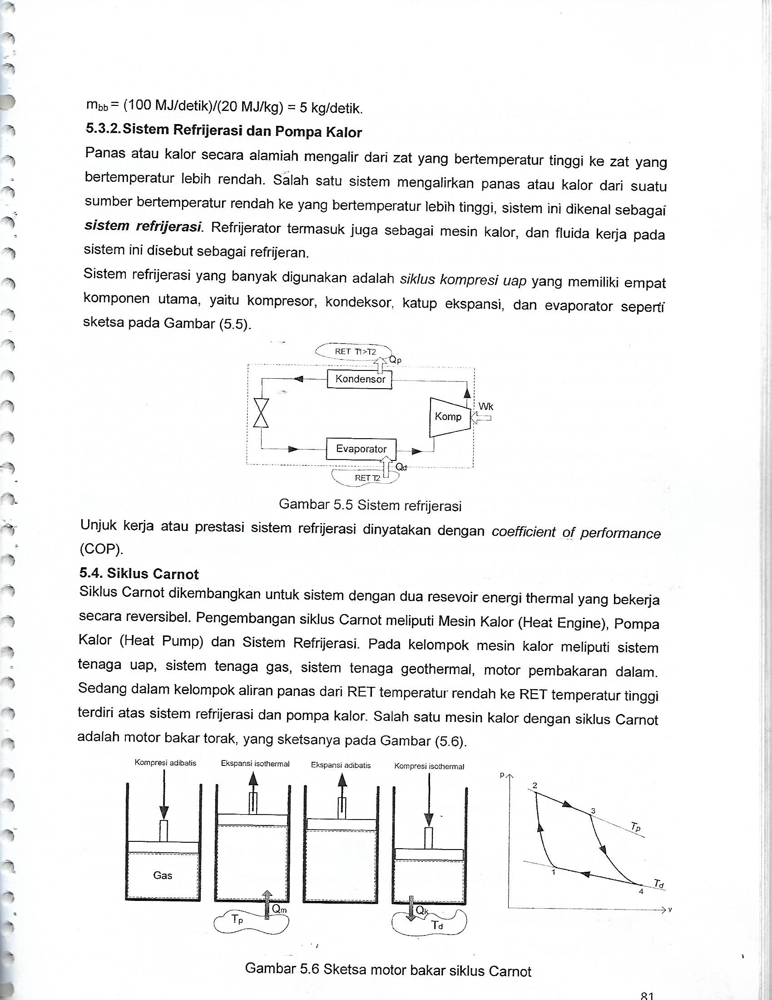 mbb = (100 MJ/detik)/(20 MJ/kg) = 5 kg/detik.
5.3.2. Sistem Refrijerasi dan Pompa Kalor
Panas atau kalor secara alamiah mengalir dari zat yang bertemperatur tinggi ke zat yang
bertemperatur lebih rendah. Salah satu sistem mengalirkan panas atau kalor dari suatu
sumber bertemperatur rendah ke yang bertemperatur lebih tinggi, sistem ini dikenal sebagai
sistem refrijerasi. Refrijerator termasuk juga sebagai mesin kalor, dan fluida kerja pada
sistem ini disebut sebagai refrijeran.
Sistem refrijerasi yang banyak digunakan adalah siklus kompresi uap yang memiliki empat
komponen utama, yaitu kompresor, kondeksor, katup ekspansi, dan evaporator seperti
sketsa pada Gambar (5.5).
RET T1>T2
Qp
Kondensor
Wk
Komp
Evaporator
Qd
RET T2
Gambar 5.5 Sistem refrijerasi
Unjuk kerja atau prestasi sistem refrijerasi dinyatakan dengan coefficient of performance
(COP).
5.4. Siklus Carnot
Siklus Carnot dikembangkan untuk sistem dengan dua resevoir energi thermal yang bekerja
secara reversibel. Pengembangan siklus Carnot meliputi Mesin Kalor (Heat Engine), Pompa
Kalor (Heat Pump) dan Sistem Refrijerasi. Pada kelompok mesin kalor meliputi sistem
tenaga uap, sistem tenaga gas, sistem tenaga geothermal, motor pembakaran dalam.
Sedang dalam kelompok aliran panas dari RET temperatur rendah ke RET temperatur tinggi
terdiri atas sistem refrijerasi dan pompa kalor. Salah satu mesin kalor dengan siklus Carnot
adalah motor bakar torak, yang sketsanya pada Gambar (5.6).
Kompresi adibatis Ekspansi isothermal Ekspansi adibatis Kompresi isothermal
p
2
3
Tp
Gas
1
Td
4
Qm
Qk
v
Tp
Td
Gambar 5.6 Sketsa motor bakar siklus Carnot
81